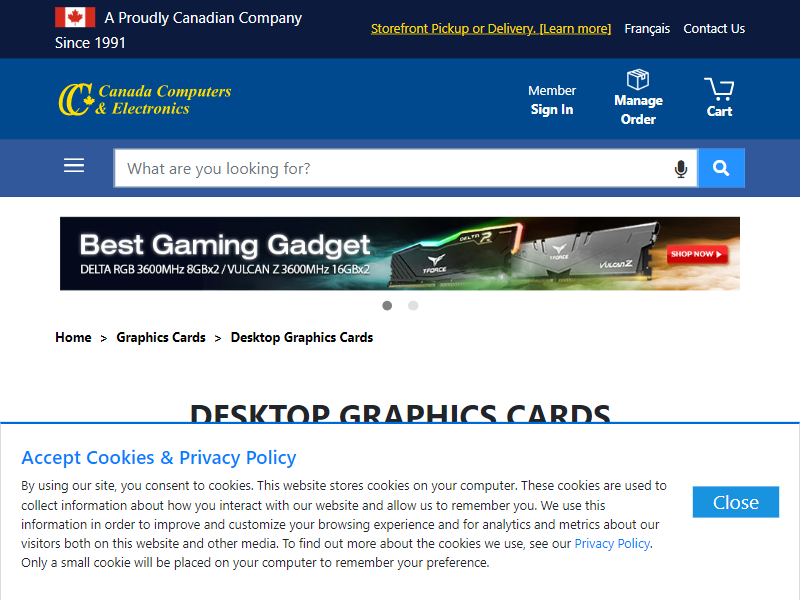 A Proudly Canadian Company
Since 1991
Storefront Pickup or Delivery. [Learn more]
Français
Contact Us
Canada Computers
& Electronics
Member
Sign In
Manage
Order
Cart
What are you looking for?
Best Gaming Gadget
DELTA RGB 3600MHz 8GBx2 / VULCAN Z 3600MHz 16GBx2
DELTA R
T-FORCE
T-FORCE
VULCAN Z
SHOP NOW
Home > Graphics Cards > Desktop Graphics Cards
DESKTOP GRAPHICS CARDS
Accept Cookies & Privacy Policy
By using our site, you consent to cookies. This website stores cookies on your computer. These cookies are used to
collect information about how you interact with our website and allow us to remember you. We use this
information in order to improve and customize your browsing experience and for analytics and metrics about our
visitors both on this website and other media. To find out more about the cookies we use, see our Privacy Policy.
Only a small cookie will be placed on your computer to remember your preference.
Close